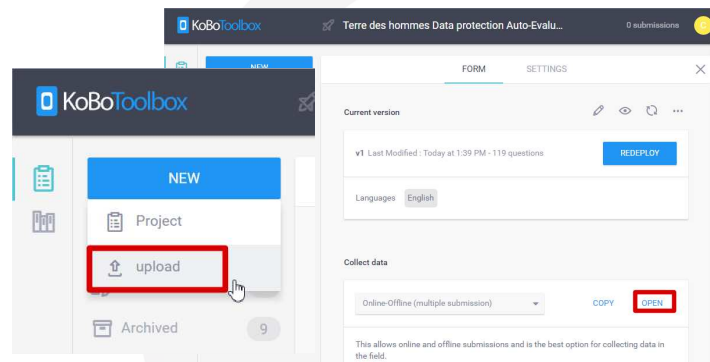 KoBoToolbox
Terre des hommes Data protection Auto-Evalu...
0 submissions
C
NEW
FORM
SETTINGS
Current version
v1 Last Modified : Today at 1:39 PM - 119 questions
REDEPLOY
Languages English
Collect data
Online-Offline (multiple submission)
COPY
OPEN
This allows online and offline submissions and is the best option for collecting data in
the field.
KoBoToolbox
NEW
Project
upload
Archived
9